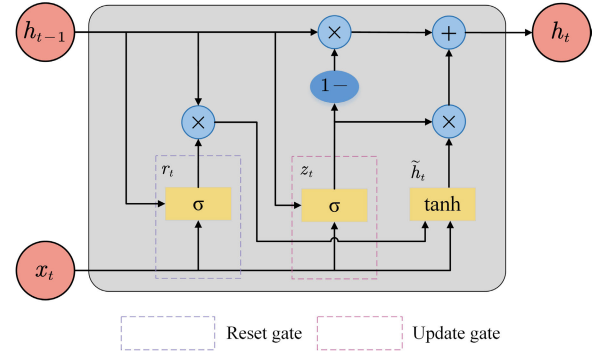 h_{t-1} × + h_t
1−
× ×
r_t z_t h̃_t
σ σ tanh
x_t
Reset gate Update gate